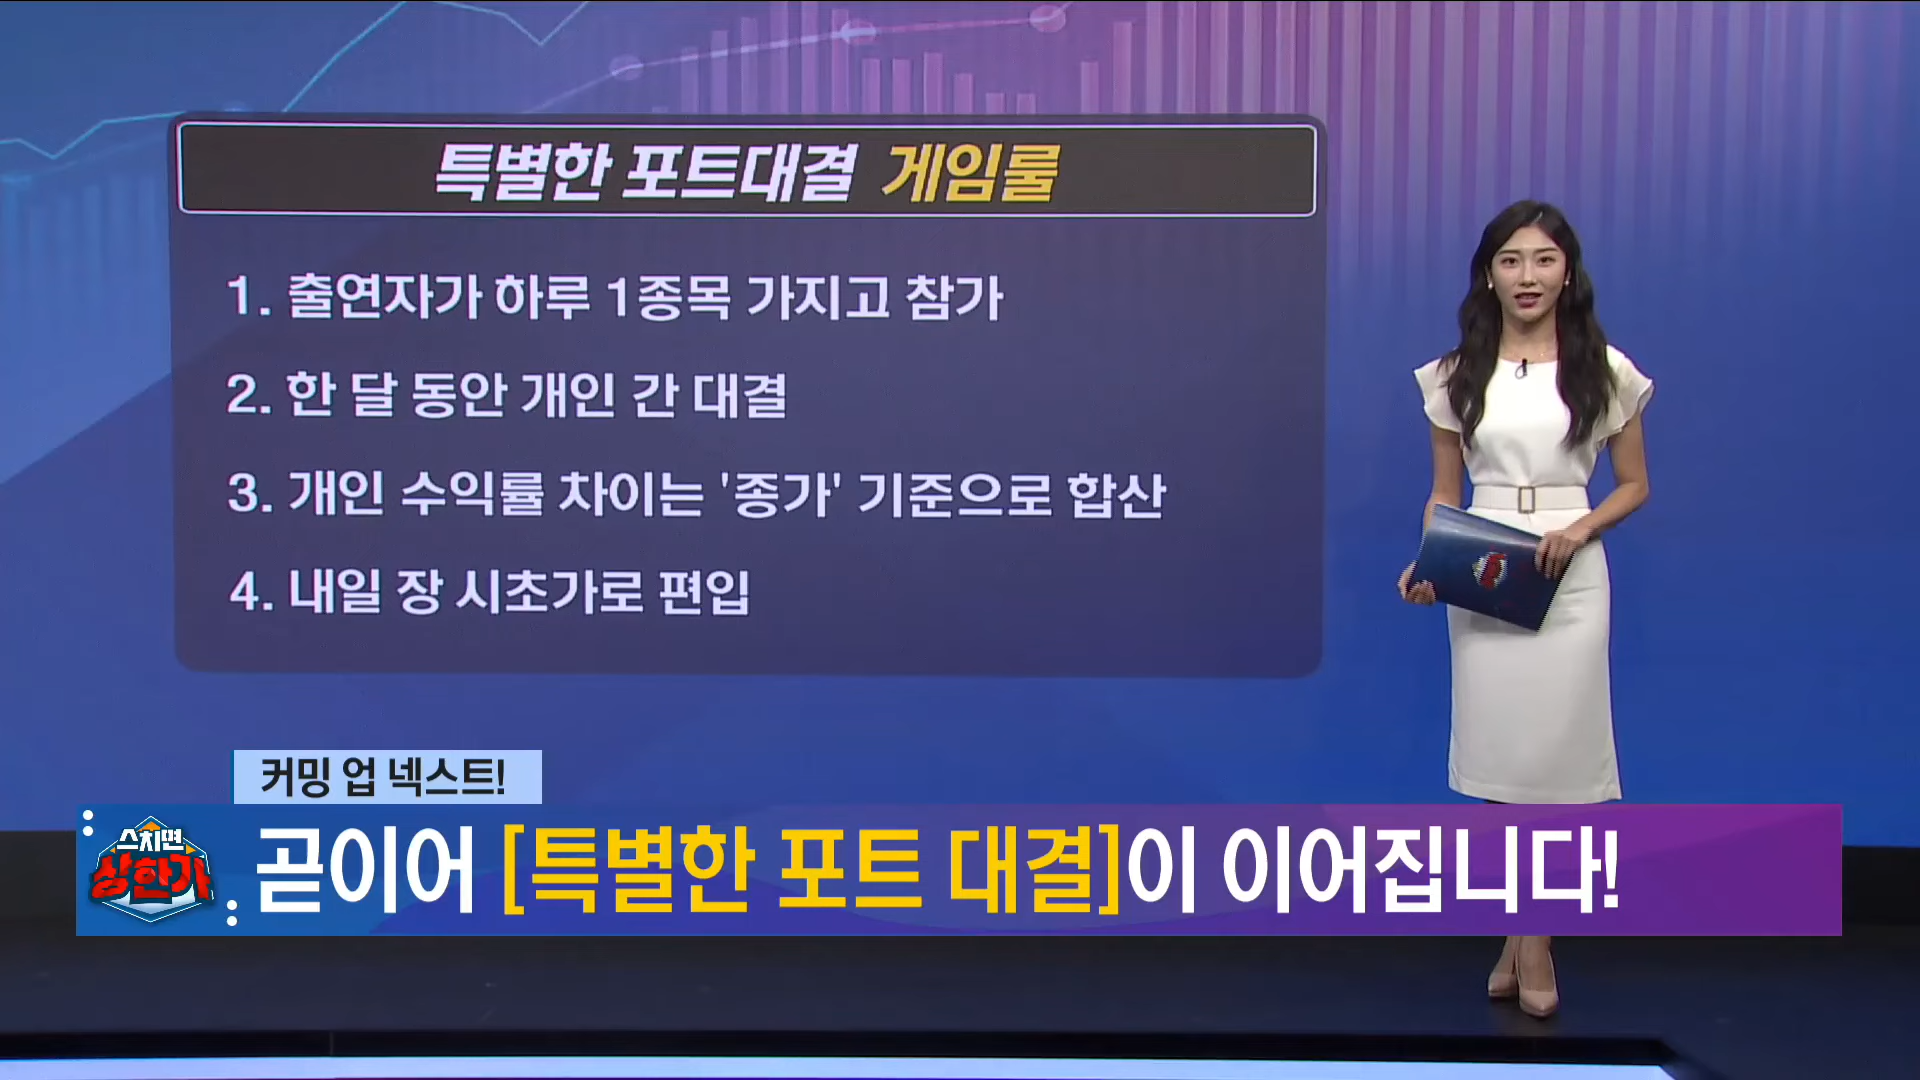 특별한 포트대결 게임룰
1. 출연자가 하루 1종목 가지고 참가
2. 한 달 동안 개인 간 대결
3. 개인 수익률 차이는 '종가' 기준으로 합산
4. 내일 장 시초가로 편입
커밍 업 넥스트!
스치면
상한가
곧이어 [특별한 포트 대결]이 이어집니다!